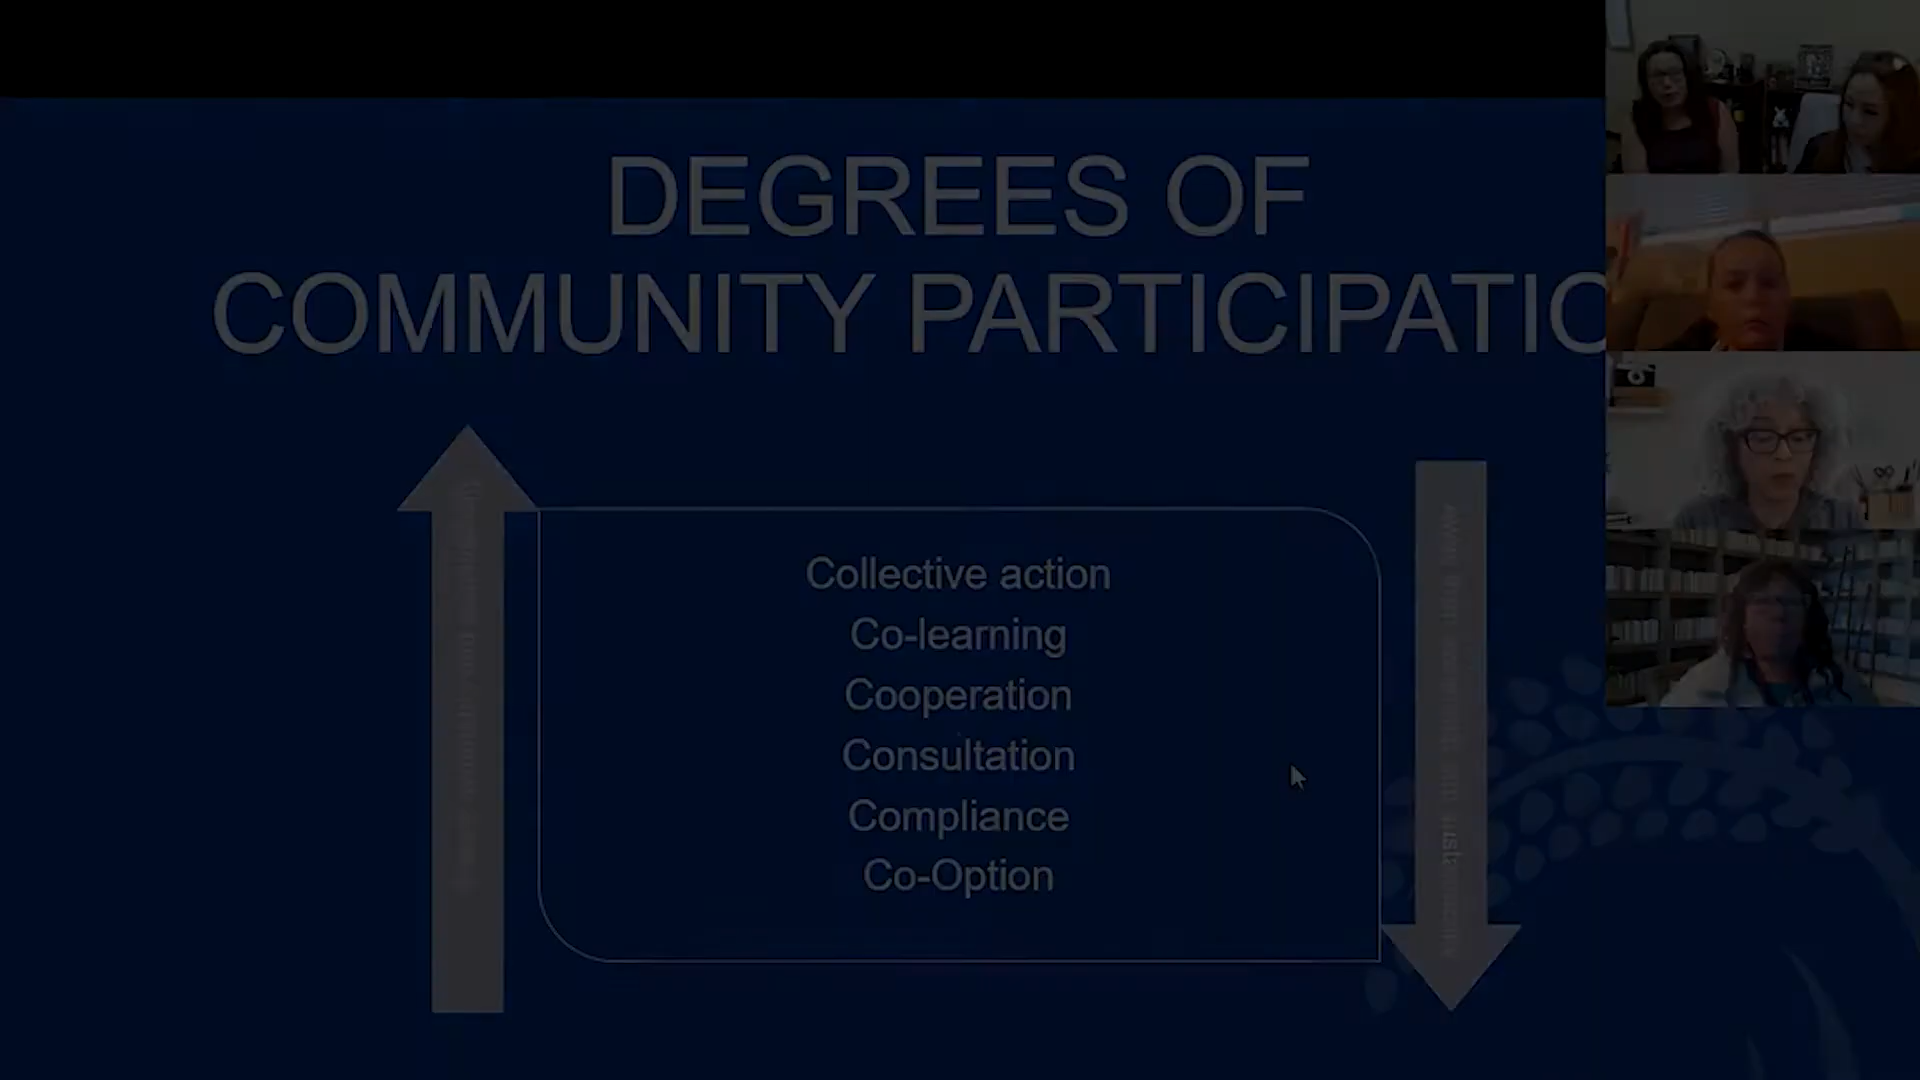 DEGREES OF
COMMUNITY PARTICIPATIO
Collective action
Co-learning
Cooperation
Consultation
Compliance
Co-Option